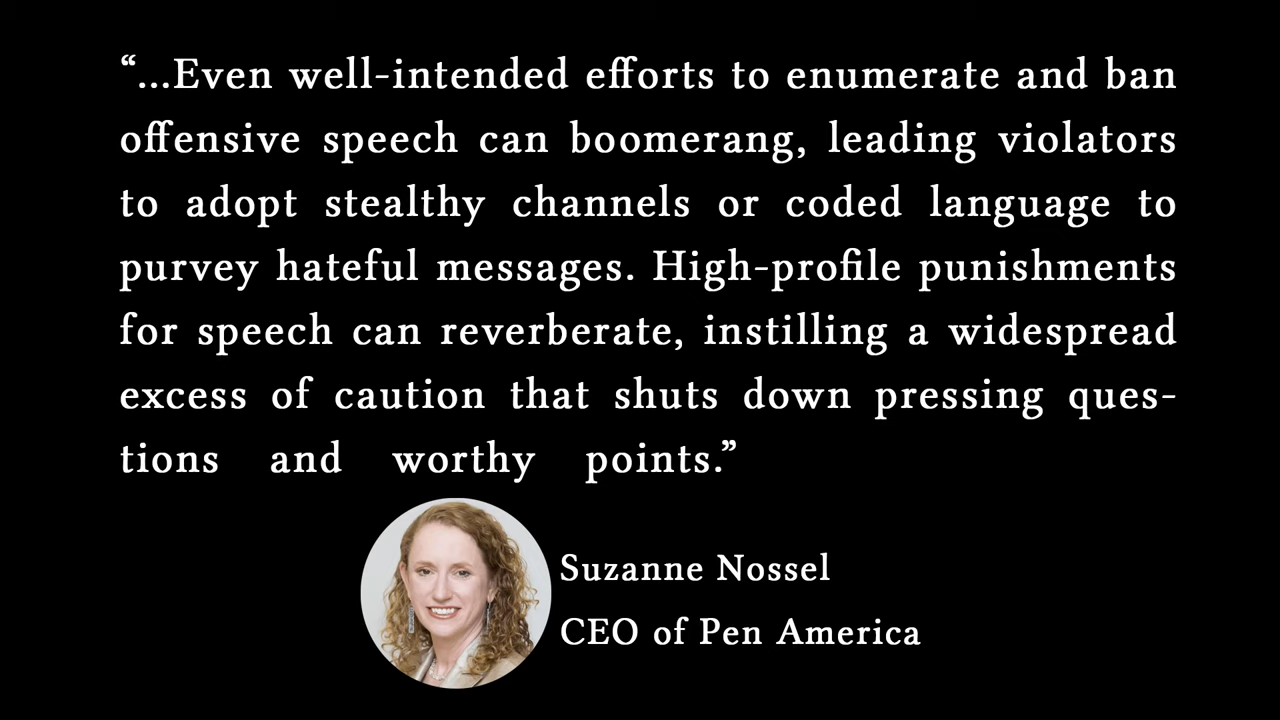 “...Even well-intended efforts to enumerate and ban
offensive speech can boomerang, leading violators
to adopt stealthy channels or coded language to
purvey hateful messages. High-profile punishments
for speech can reverberate, instilling a widespread
excess of caution that shuts down pressing ques-
tions and worthy points.”
Suzanne Nossel
CEO of Pen America